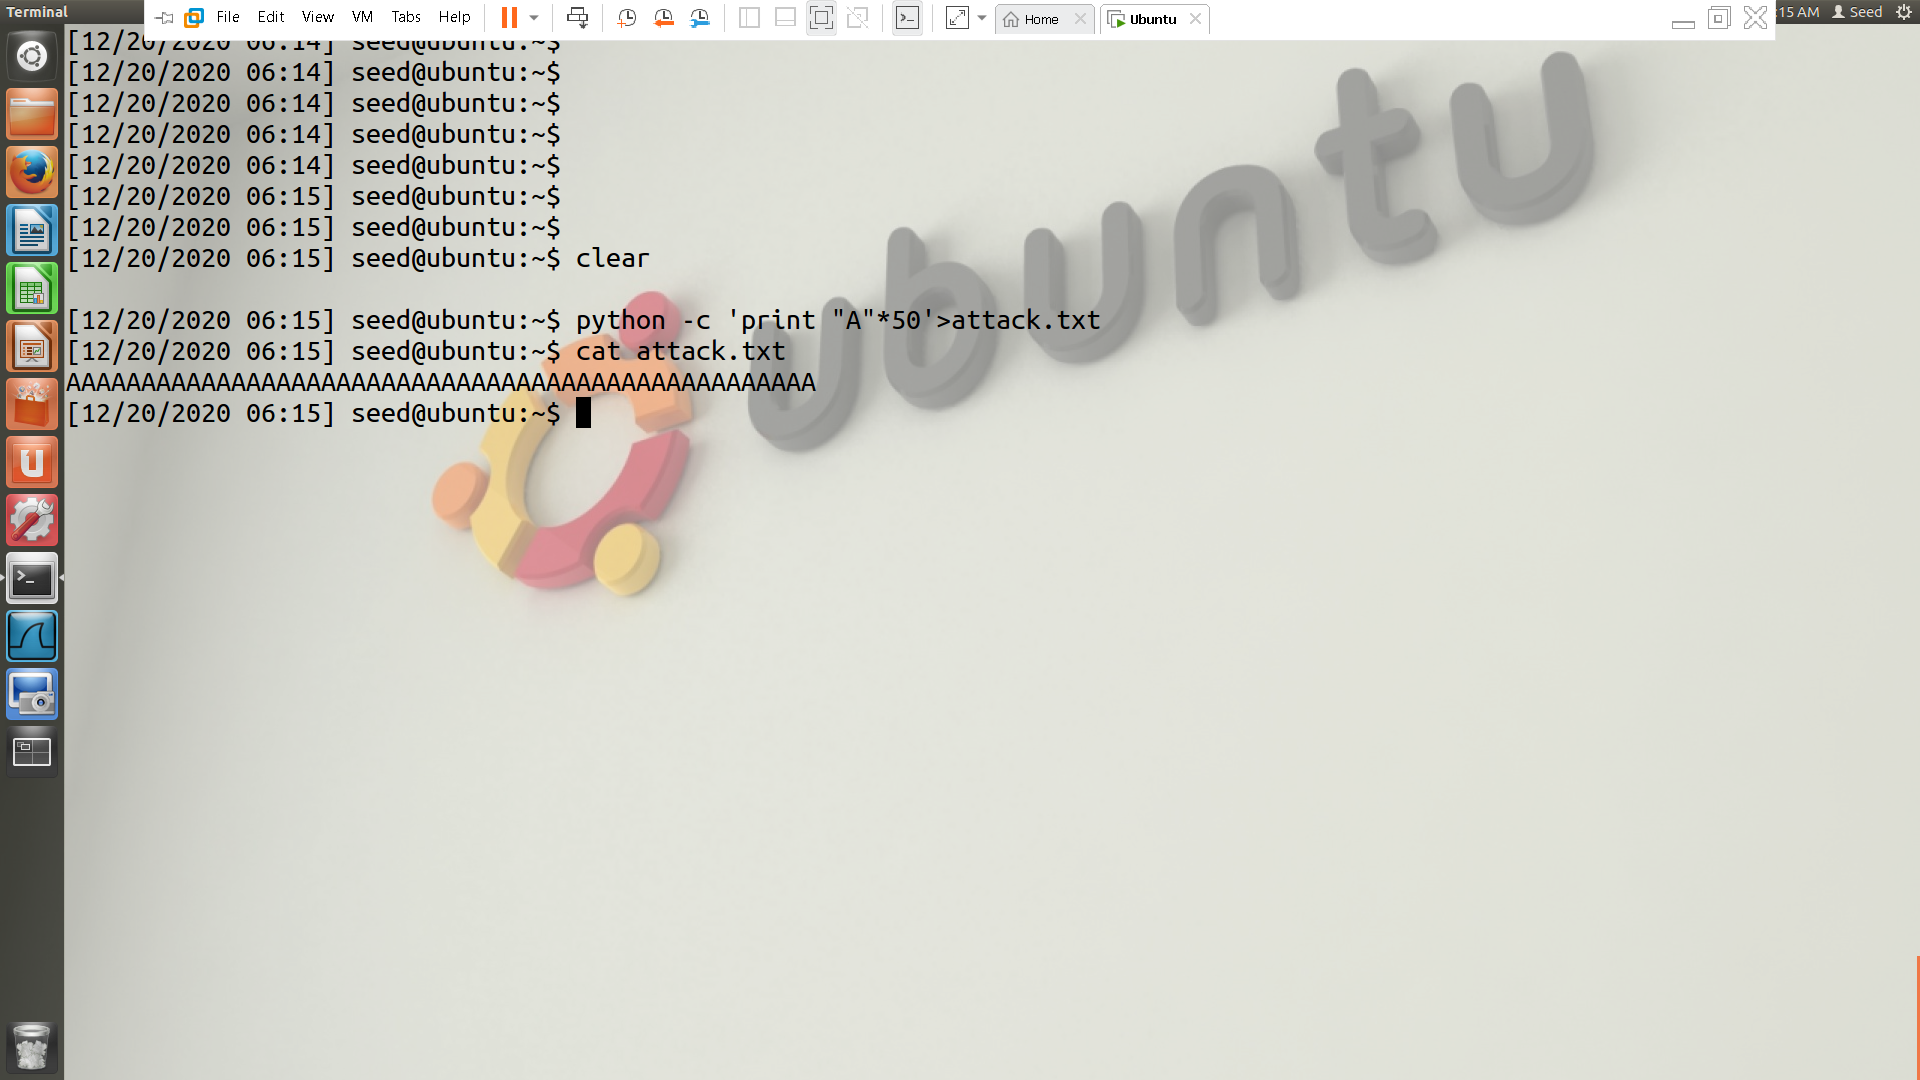 Terminal
File Edit View VM Tabs Help
Home
Ubuntu
:15 AM Seed
[12/20/2020 06:14] seed@ubuntu:~$
[12/20/2020 06:14] seed@ubuntu:~$
[12/20/2020 06:14] seed@ubuntu:~$
[12/20/2020 06:14] seed@ubuntu:~$
[12/20/2020 06:14] seed@ubuntu:~$
[12/20/2020 06:15] seed@ubuntu:~$
[12/20/2020 06:15] seed@ubuntu:~$
[12/20/2020 06:15] seed@ubuntu:~$ clear
[12/20/2020 06:15] seed@ubuntu:~$ python -c 'print "A"*50'>attack.txt
[12/20/2020 06:15] seed@ubuntu:~$ cat attack.txt
AAAAAAAAAAAAAAAAAAAAAAAAAAAAAAAAAAAAAAAAAAAAAAAAAA
[12/20/2020 06:15] seed@ubuntu:~$
ubuntu